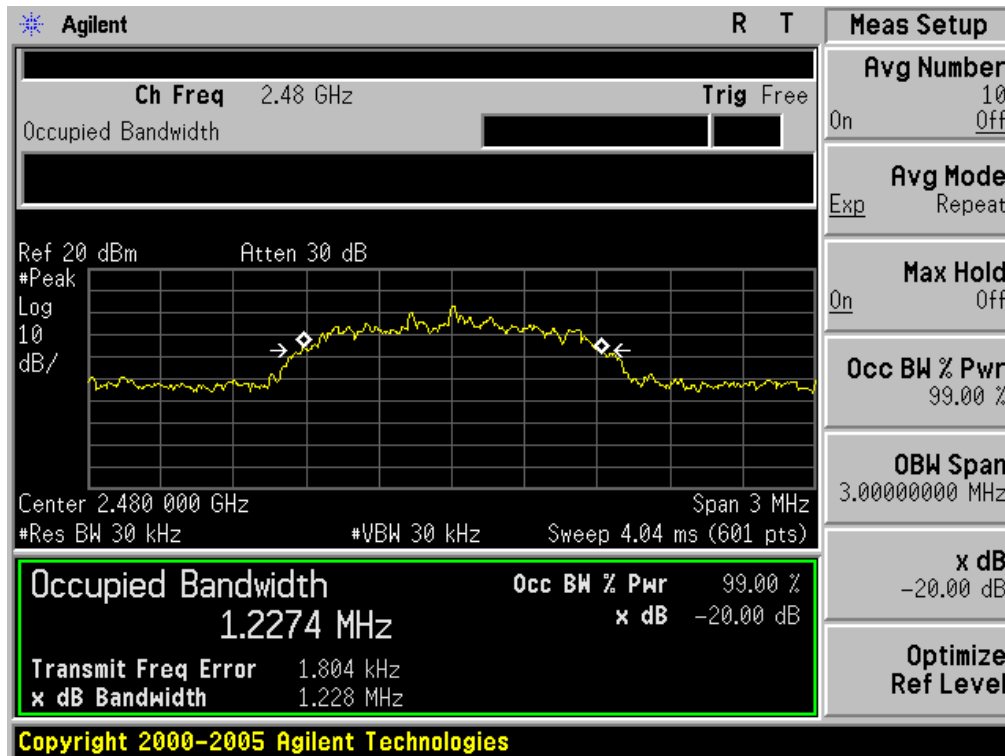 Agilent R T
Meas Setup
Ch Freq 2.48 GHz Trig Free
Occupied Bandwidth
Ref 20 dBm Atten 30 dB
#Peak
Log
10
dB/
Center 2.480 000 GHz Span 3 MHz
#Res BW 30 kHz #VBW 30 kHz Sweep 4.04 ms (601 pts)
Occupied Bandwidth Occ BW % Pwr 99.00 %
1.2274 MHz x dB -20.00 dB
Transmit Freq Error 1.804 kHz
x dB Bandwidth 1.228 MHz
Copyright 2000-2005 Agilent Technologies
Avg Number
10
On Off
Avg Mode
Exp Repeat
Max Hold
On Off
Occ BW % Pwr
99.00 %
OBW Span
3.00000000 MHz
x dB
-20.00 dB
Optimize
Ref Level